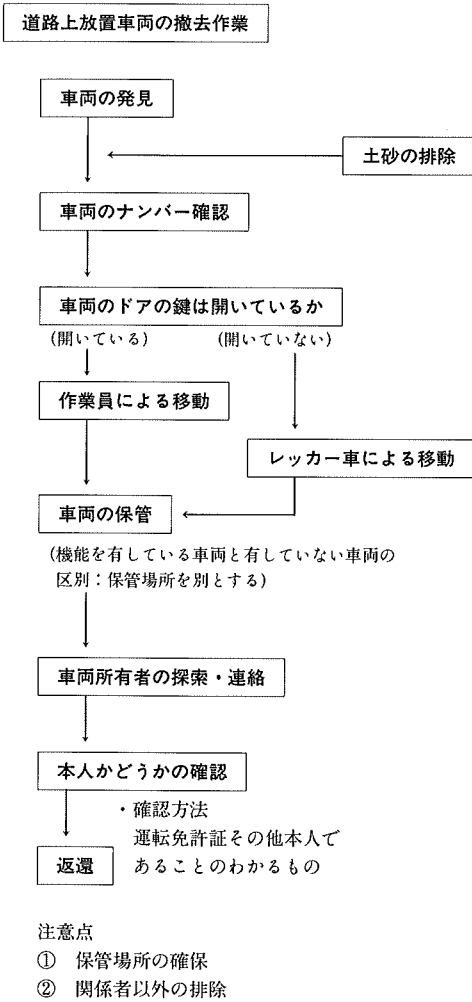 道路上放置車両の撤去作業
車両の発見
土砂の排除
車両のナンバー確認
車両のドアの鍵は開いているか
(開いている)　(開いていない)
作業員による移動
レッカー車による移動
車両の保管
(機能を有している車両と有していない車両の
区別：保管場所を別とする)
車両所有者の探索・連絡
本人かどうかの確認
・確認方法
運転免許証その他本人で
あることのわかるもの
返還
注意点
①　保管場所の確保
②　関係者以外の排除